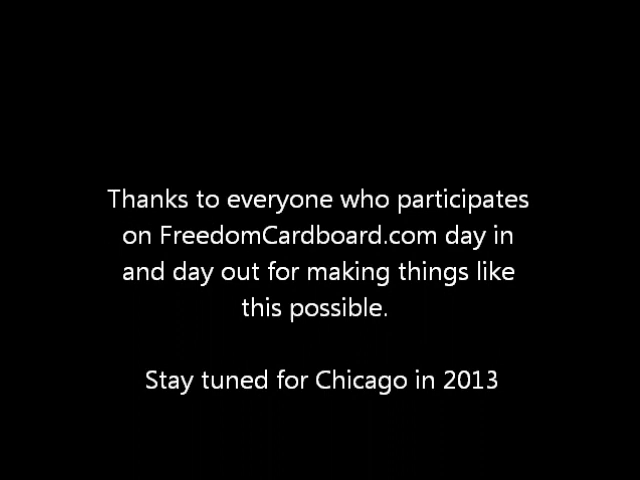 Thanks to everyone who participates
on FreedomCardboard.com day in
and day out for making things like
this possible.
Stay tuned for Chicago in 2013